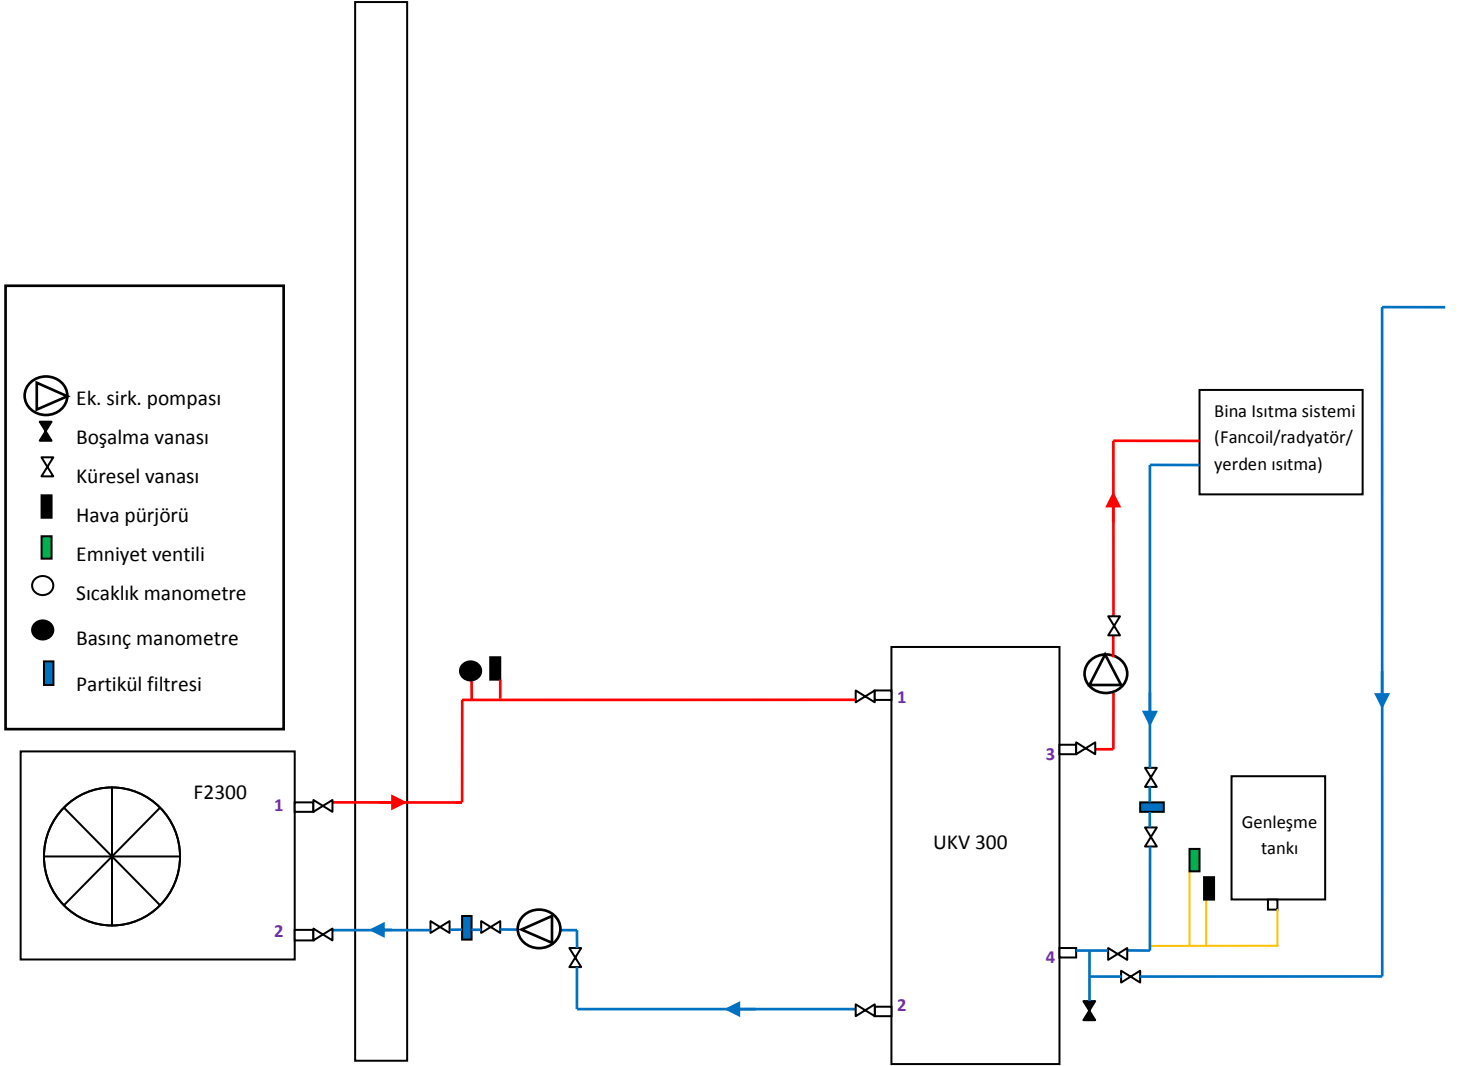 Ek. sirk. pompası
Boşalma vanası
Küresel vanası
Hava pürjörü
Emniyet ventili
Sıcaklık manometre
Basınç manometre
Partikül filtresi
F2300
1
2
UKV 300
1
2
3
4
Bina Isıtma sistemi
(Fancoil/radyatör/
yerden ısıtma)
Genleşme
tankı